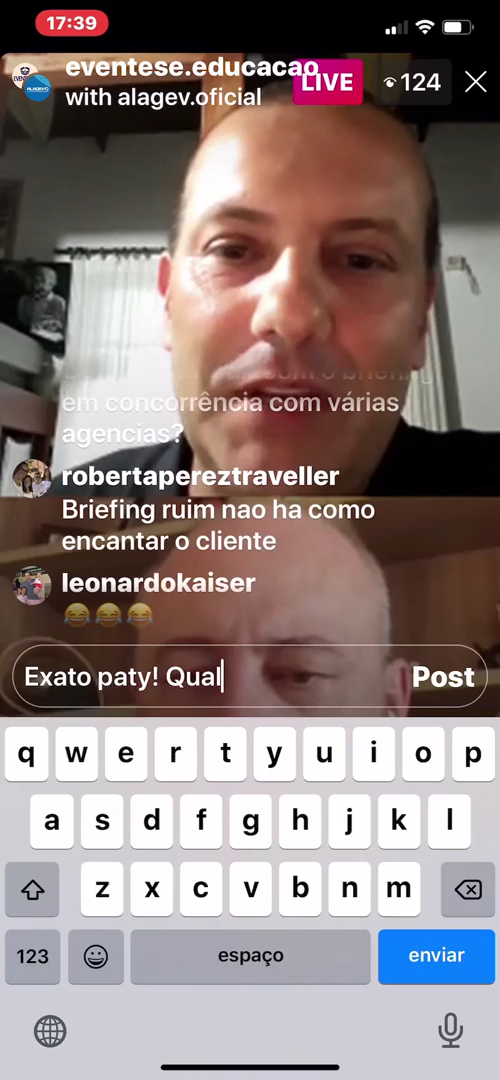 17:39
eventese.educacao
LIVE
124
with alagev.oficial
em concorrência com várias
agencias?
robertapereztraveller
Briefing ruim nao ha como
encantar o cliente
leonardokaiser
😂😂😂
Exato paty! Qual
Post
q w e r t y u i o p
a s d f g h j k l
z x c v b n m
123
espaço
enviar